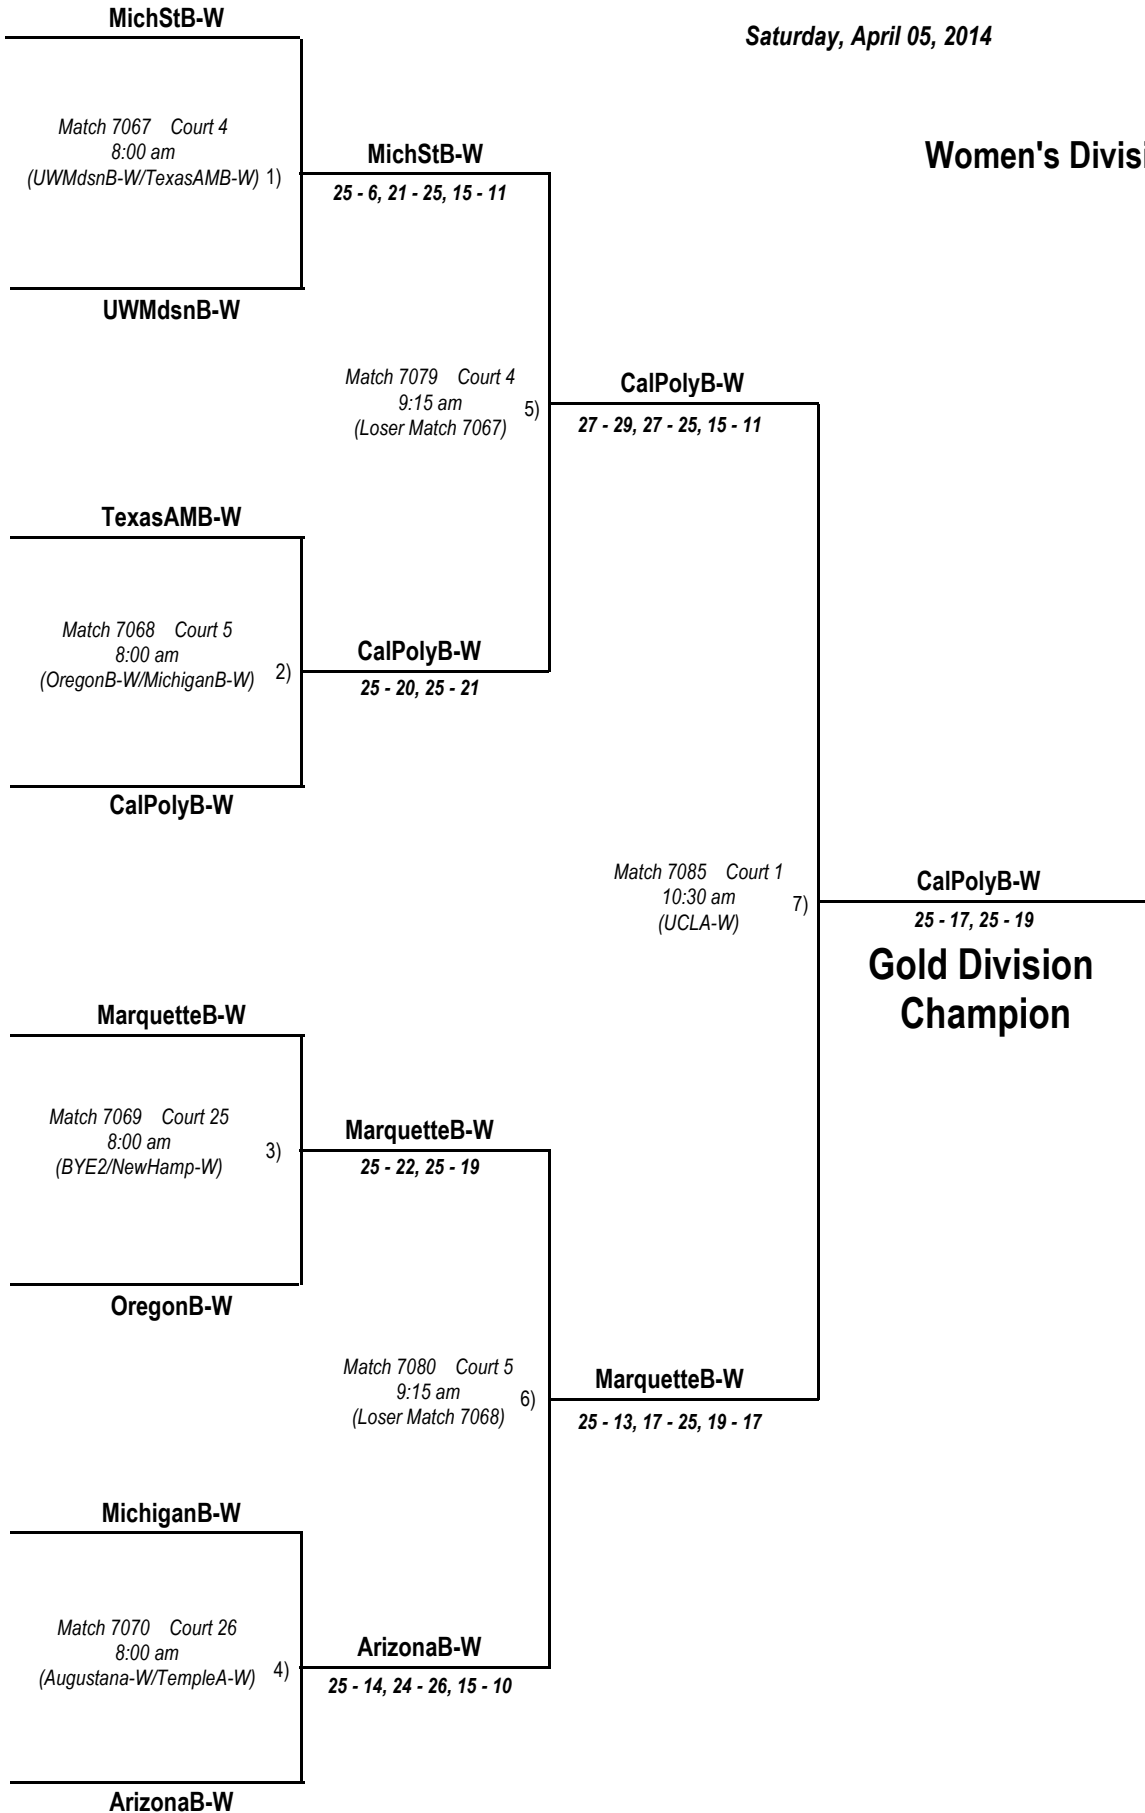 MichStB-W
Saturday, April 05, 2014
Match 7067 Court 4
8:00 am
(UWMdsnB-W/TexasAMB-W) 1)
MichStB-W
25 - 6, 21 - 25, 15 - 11
Women's Divisi
UWMdsnB-W
Match 7079 Court 4
9:15 am
(Loser Match 7067)
5)
CalPolyB-W
27 - 29, 27 - 25, 15 - 11
TexasAMB-W
Match 7068 Court 5
8:00 am
(OregonB-W/MichiganB-W)
2)
CalPolyB-W
25 - 20, 25 - 21
CalPolyB-W
Match 7085 Court 1
10:30 am
(UCLA-W)
7)
CalPolyB-W
25 - 17, 25 - 19
Gold Division
Champion
MarquetteB-W
Match 7069 Court 25
8:00 am
(BYE2/NewHamp-W)
3)
MarquetteB-W
25 - 22, 25 - 19
OregonB-W
Match 7080 Court 5
9:15 am
(Loser Match 7068)
6)
MarquetteB-W
25 - 13, 17 - 25, 19 - 17
MichiganB-W
Match 7070 Court 26
8:00 am
(Augustana-W/TempleA-W)
4)
ArizonaB-W
25 - 14, 24 - 26, 15 - 10
ArizonaB-W